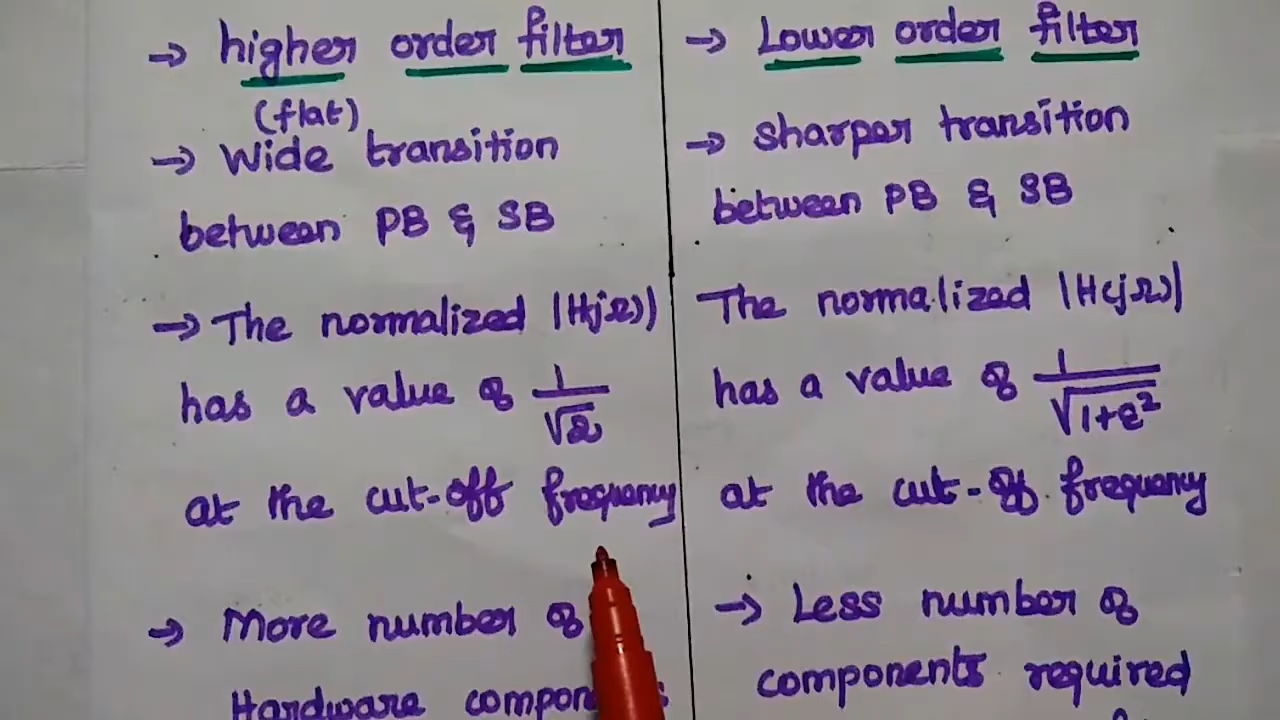 → higher order filter
(flat)
→ wide transition
between PB & SB
→ The normalized |H(jΩ)|
has a value of 1/√2
at the cut-off frequency
→ More number of
Hardware
→ Lower order filter
→ Sharper transition
between PB & SB
The normalized |H(jΩ)|
has a value of 1/√1+ε²
at the cut-off frequency
→ Less number of
components required